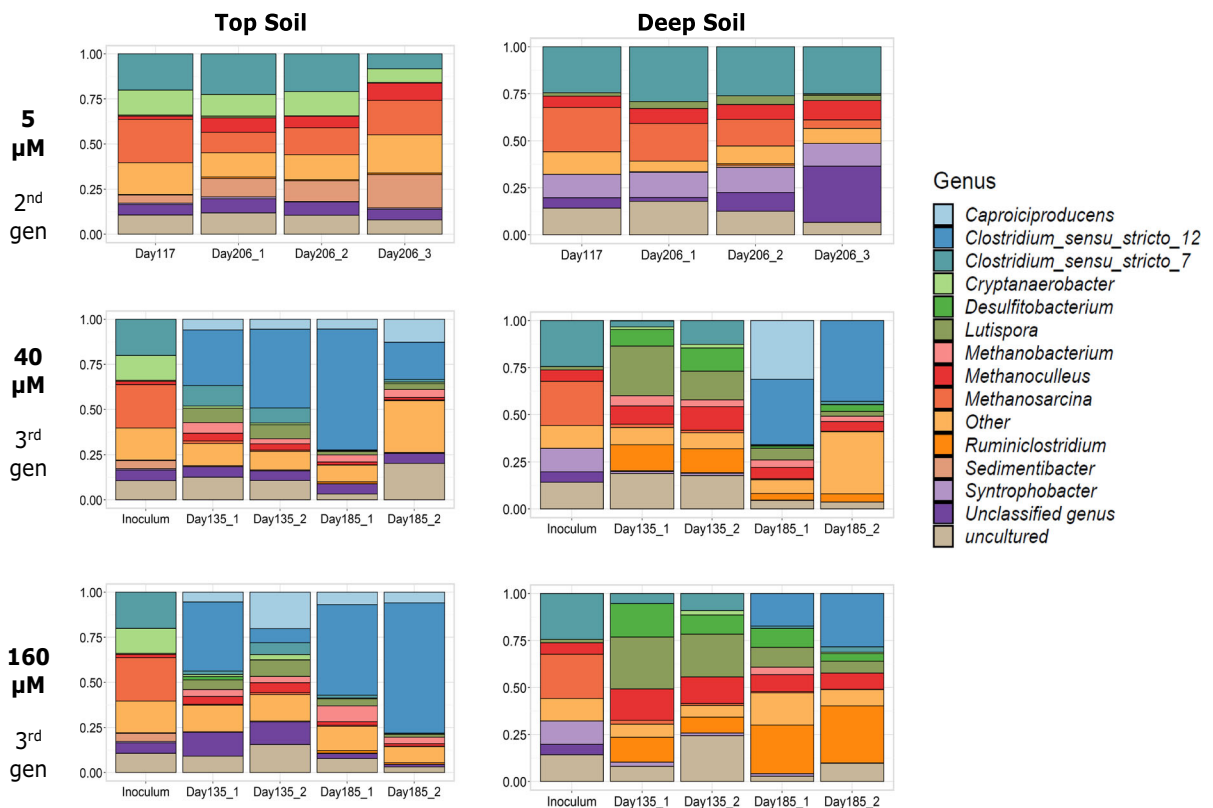 Top Soil
Deep Soil
5
µM
2nd
gen
1.00
0.75
0.50
0.25
0.00
Day117
Day206_1
Day206_2
Day206_3
1.00
0.75
0.50
0.25
0.00
Day117
Day206_1
Day206_2
Day206_3
40
µM
3rd
gen
1.00
0.75
0.50
0.25
0.00
Inoculum
Day135_1
Day135_2
Day185_1
Day185_2
1.00
0.75
0.50
0.25
0.00
Inoculum
Day135_1
Day135_2
Day185_1
Day185_2
160
µM
3rd
gen
1.00
0.75
0.50
0.25
0.00
Inoculum
Day135_1
Day135_2
Day185_1
Day185_2
1.00
0.75
0.50
0.25
0.00
Inoculum
Day135_1
Day135_2
Day185_1
Day185_2
Genus
Caproiciproducens
Clostridium_sensu_stricto_12
Clostridium_sensu_stricto_7
Cryptanaerobacter
Desulfitobacterium
Lutispora
Methanobacterium
Methanoculleus
Methanosarcina
Other
Ruminiclostridium
Sedimentibacter
Syntrophobacter
Unclassified genus
uncultured